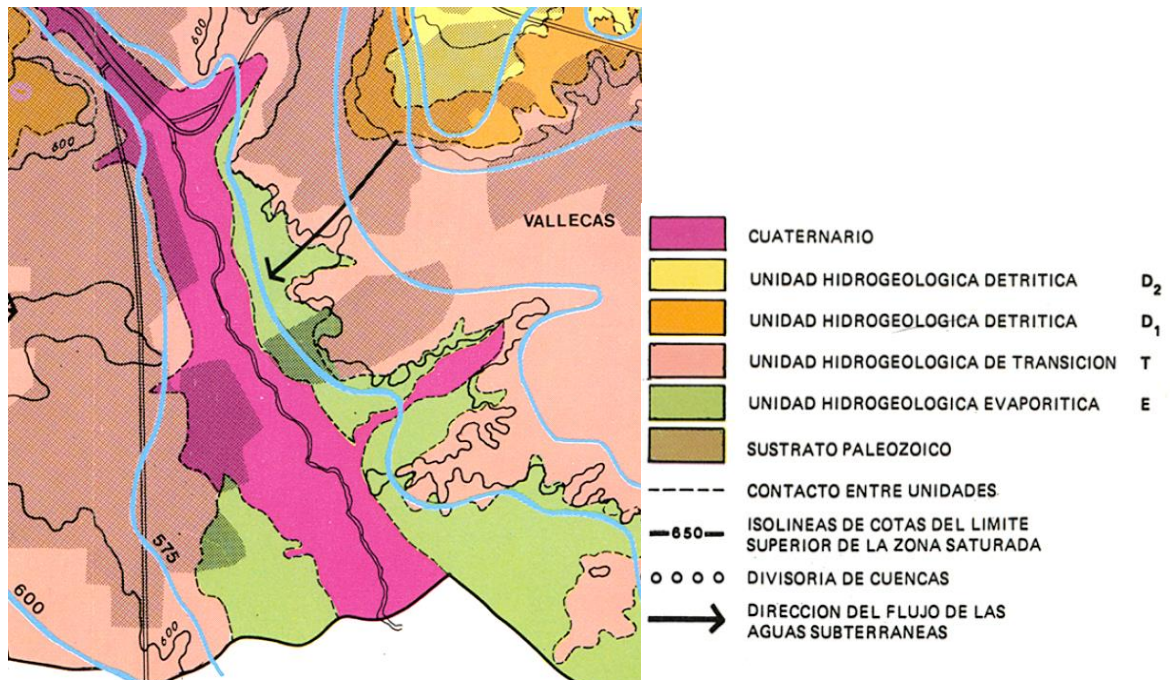 600
600
VALLECAS
575
600
600
CUATERNARIO
UNIDAD HIDROGEOLOGICA DETRITICA D2
UNIDAD HIDROGEOLOGICA DETRITICA D1
UNIDAD HIDROGEOLOGICA DE TRANSICION T
UNIDAD HIDROGEOLOGICA EVAPORITICA E
SUSTRATO PALEOZOICO
CONTACTO ENTRE UNIDADES
650 ISOLINEAS DE COTAS DEL LIMITE
SUPERIOR DE LA ZONA SATURADA
DIVISORIA DE CUENCAS
DIRECCION DEL FLUJO DE LAS
AGUAS SUBTERRANEAS